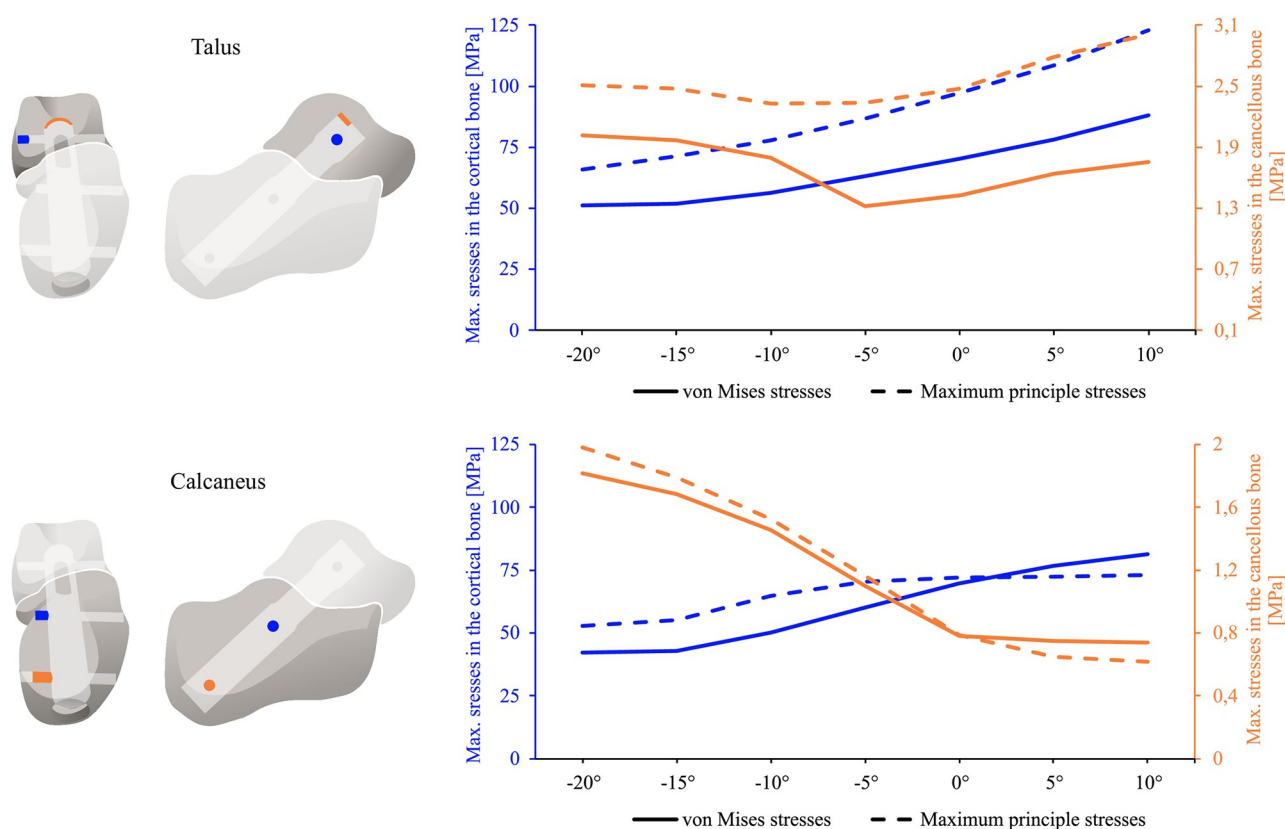 Talus
Max. sresses in the cortical bone [MPa]
125
100
75
50
25
0
3,1
2,5
1,9
1,3
0,7
0,1
Max. stresses in the cancellous bone
[MPa]
-20° -15° -10° -5° 0° 5° 10°
von Mises stresses Maximum principle stresses
Calcaneus
Max. sresses in the cortical bone [MPa]
125
100
75
50
25
0
2
1,6
1,2
0,8
0,4
0
Max. stresses in the cancellous bone
[MPa]
-20° -15° -10° -5° 0° 5° 10°
von Mises stresses Maximum principle stresses